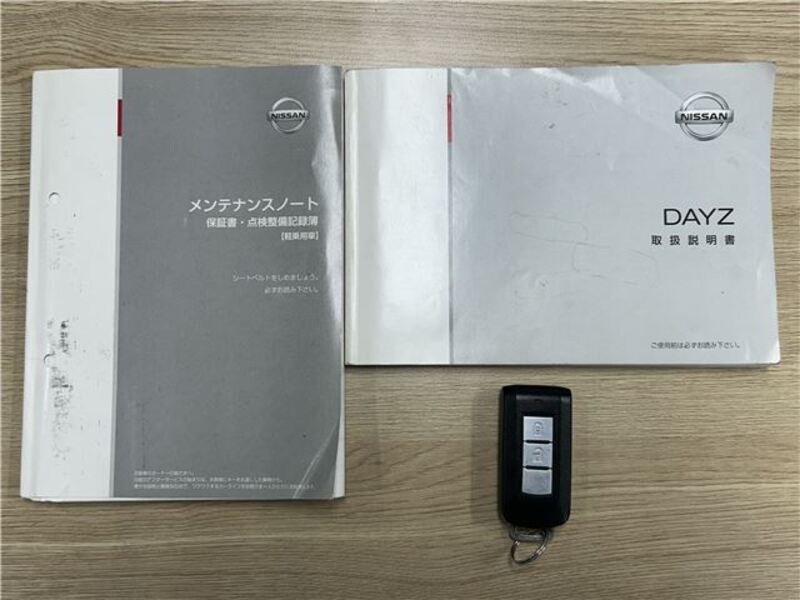 NISSAN
メンテナンスノート
保証書・点検整備記録簿
【軽乗用車】
シートベルトをしめましょう。
必ずお読み下さい。
NISSAN
DAYZ
取扱説明書
ご使用前は必ずお読み下さい。